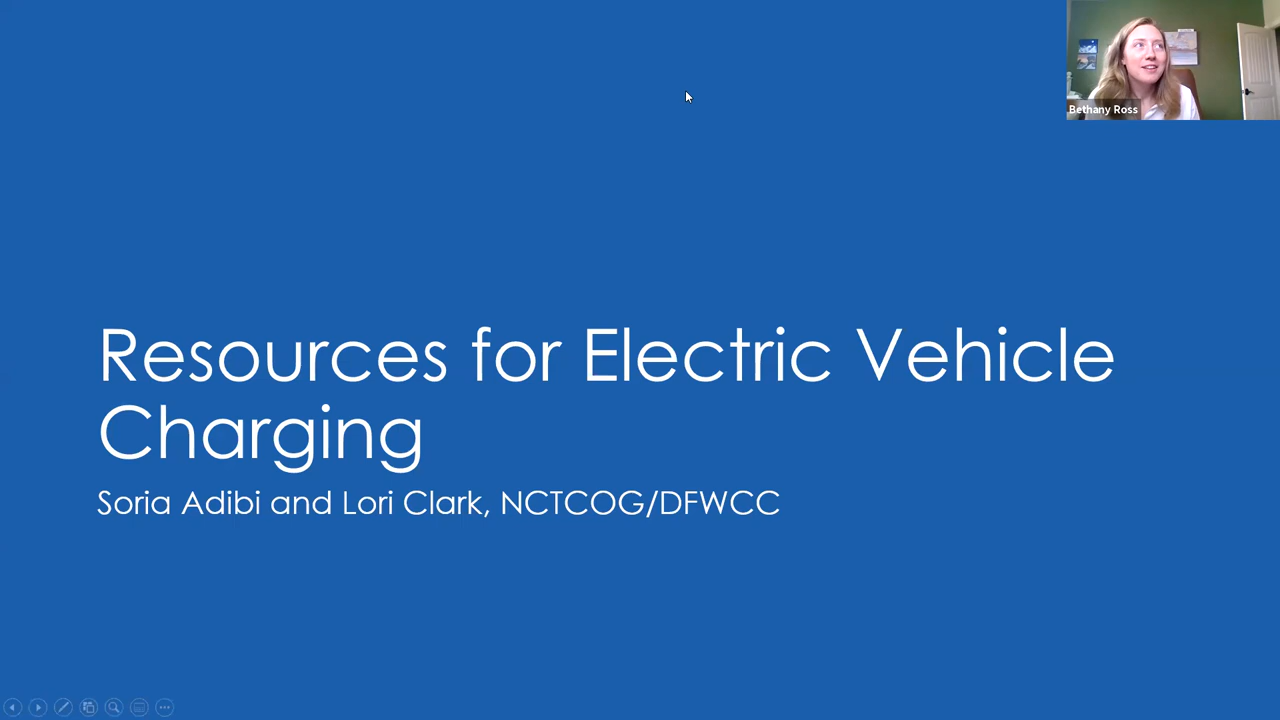 Bethany Ross
Resources for Electric Vehicle
Charging
Soria Adibi and Lori Clark, NCTCOG/DFWCC